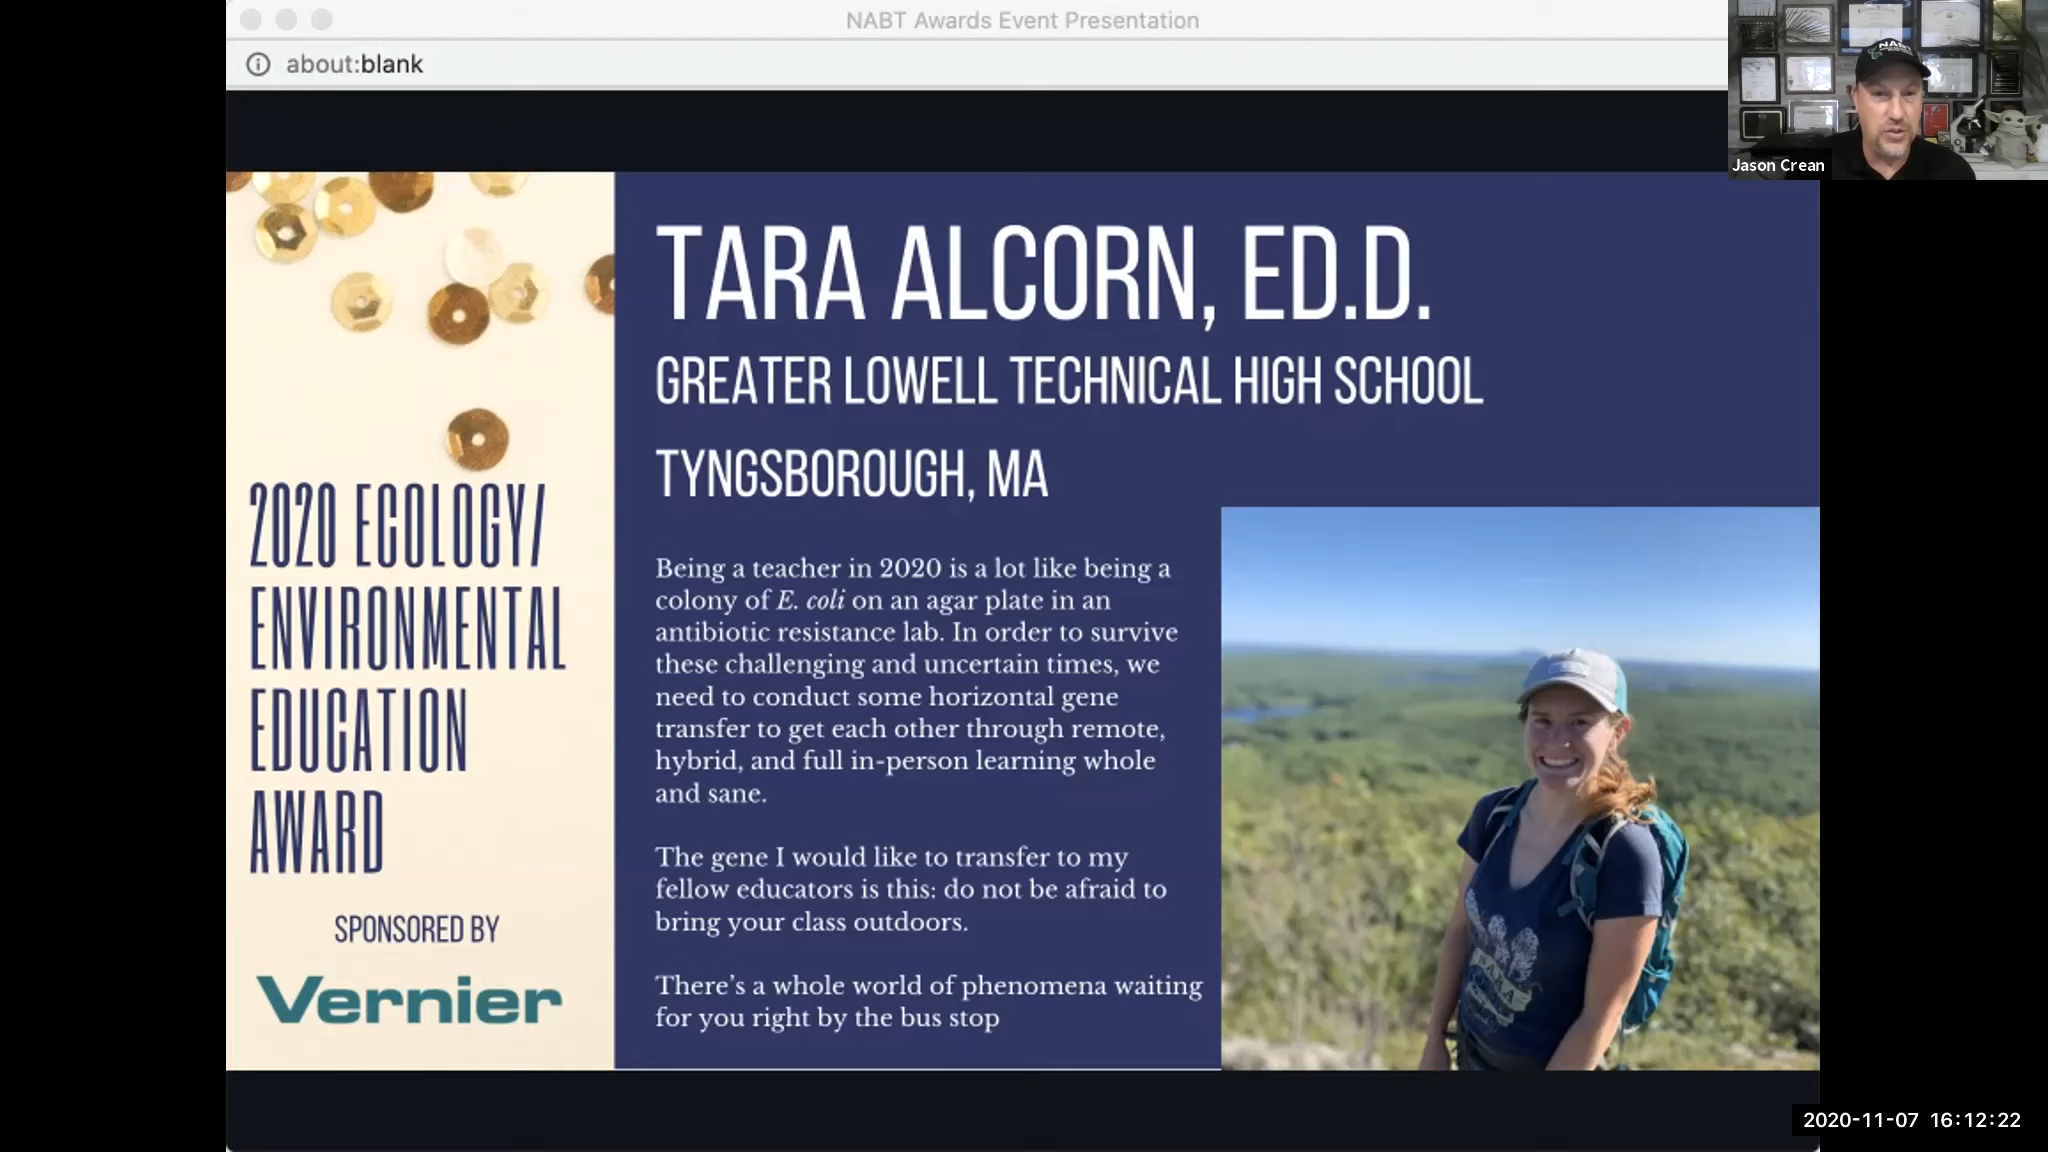 NABT Awards Event Presentation
about:blank
NABT
Jason Crean
TARA ALCORN, ED.D.
GREATER LOWELL TECHNICAL HIGH SCHOOL
TYNGSBOROUGH, MA
2020 ECOLOGY/
ENVIRONMENTAL
EDUCATION
AWARD
SPONSORED BY
Vernier
Being a teacher in 2020 is a lot like being a
colony of E. coli on an agar plate in an
antibiotic resistance lab. In order to survive
these challenging and uncertain times, we
need to conduct some horizontal gene
transfer to get each other through remote,
hybrid, and full in-person learning whole
and sane.
The gene I would like to transfer to my
fellow educators is this: do not be afraid to
bring your class outdoors.
There’s a whole world of phenomena waiting
for you right by the bus stop
2020-11-07 16:12:22